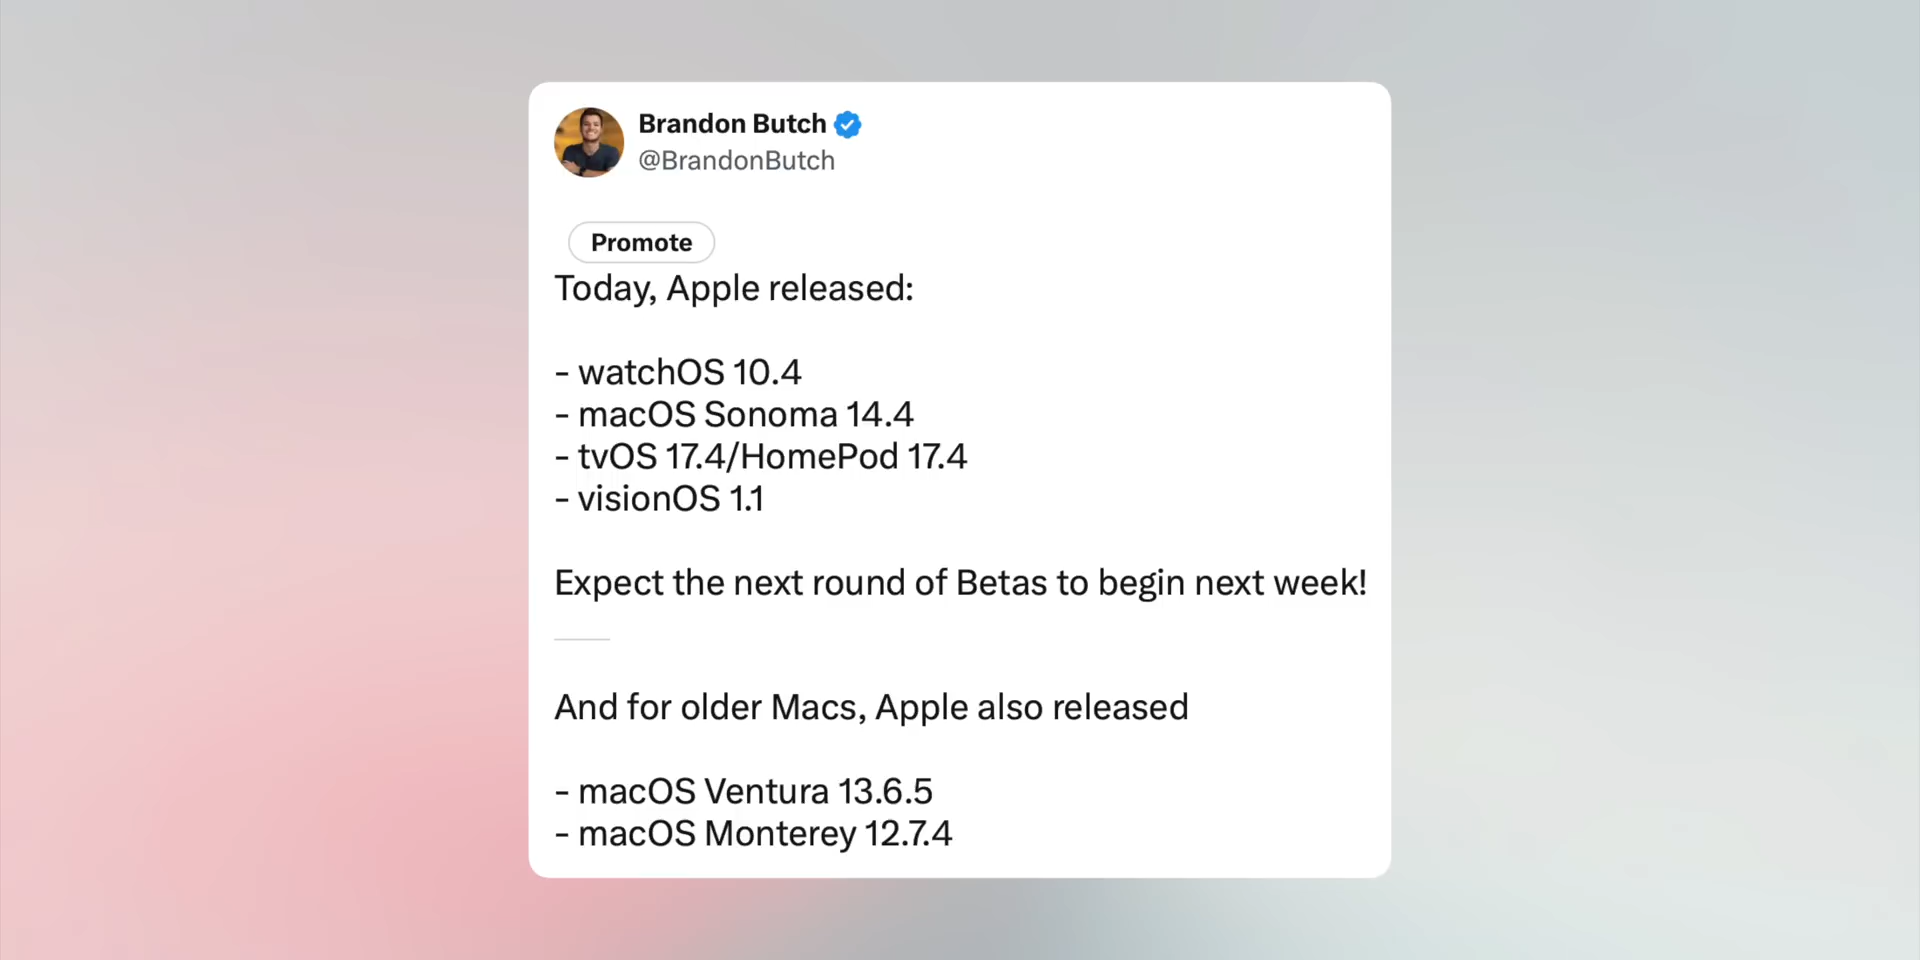 Brandon Butch
@BrandonButch
Promote
Today, Apple released:
- watchOS 10.4
- macOS Sonoma 14.4
- tvOS 17.4/HomePod 17.4
- visionOS 1.1
Expect the next round of Betas to begin next week!
And for older Macs, Apple also released
- macOS Ventura 13.6.5
- macOS Monterey 12.7.4